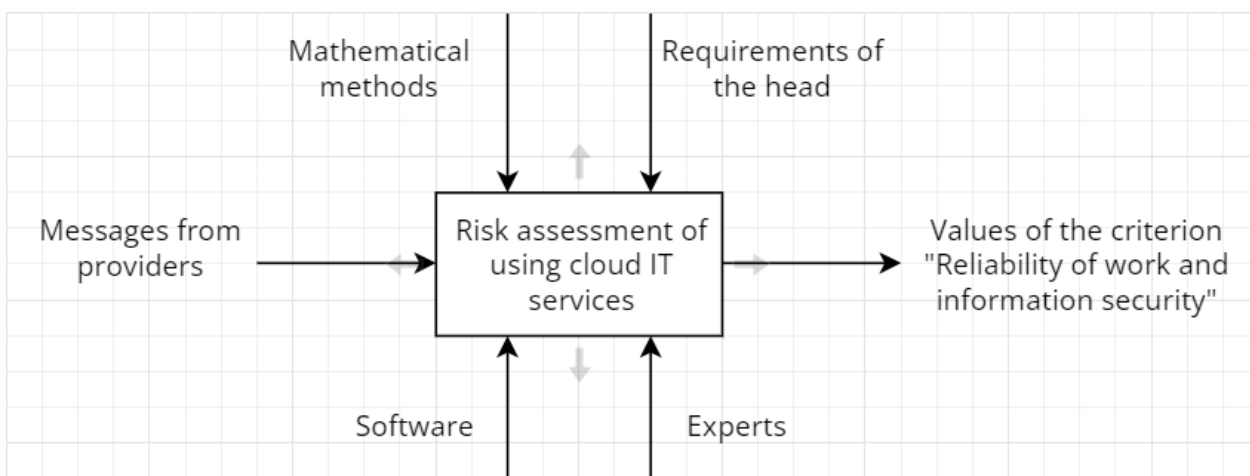 Mathematical
methods
Requirements of
the head
Messages from
providers
Risk assessment of
using cloud IT
services
Values of the criterion
"Reliability of work and
information security"
Software
Experts